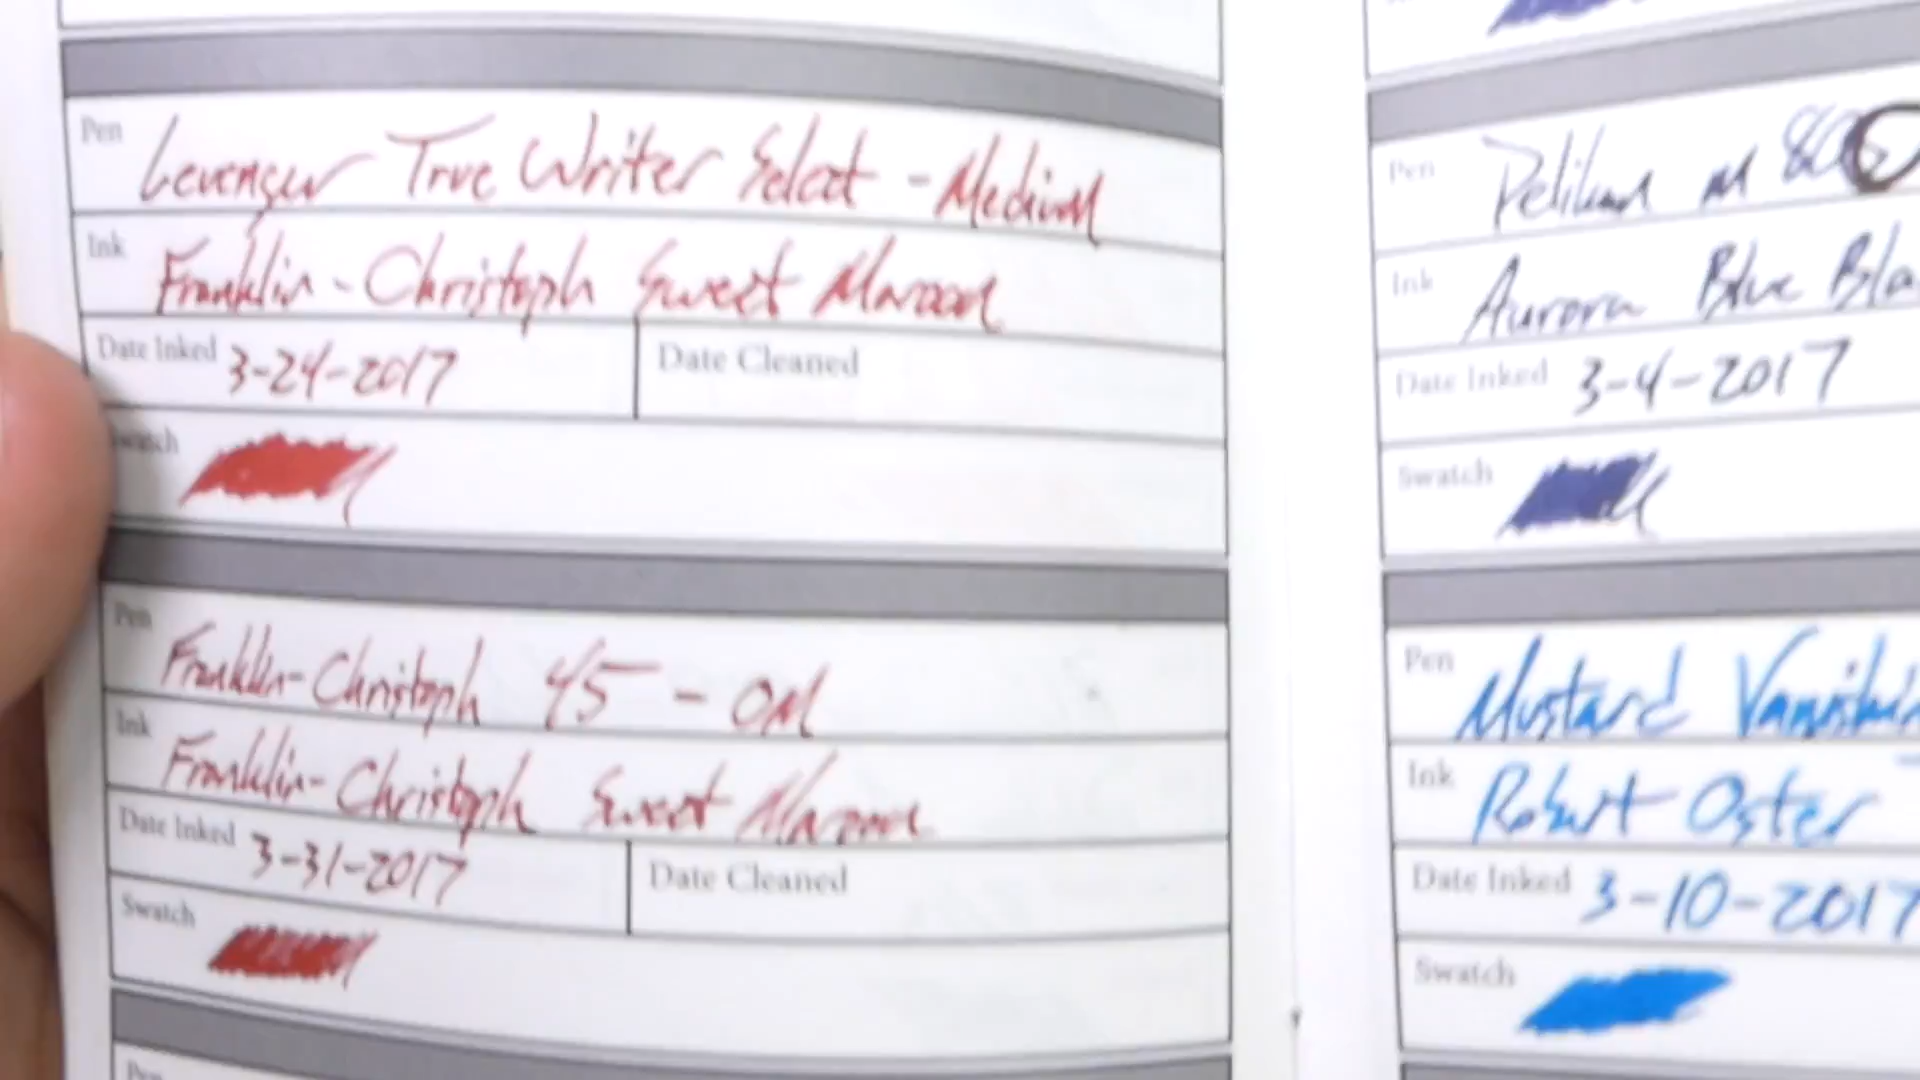 Pen Levenger True Writer Select - Medium
Ink Franklin-Christoph Sweet Maroon
Date Inked 3-24-2017 Date Cleaned
Swatch
Pen Franklin-Christoph 45 - OM
Ink Franklin-Christoph Sweet Maroon
Date Inked 3-31-2017 Date Cleaned
Swatch
Pen
Pen Pelikan M
Ink Aurora Blue Bla
Date Inked 3-4-2017
Swatch
Pen Mustard Vanishin
Ink Robert Oster
Date Inked 3-10-2017
Swatch